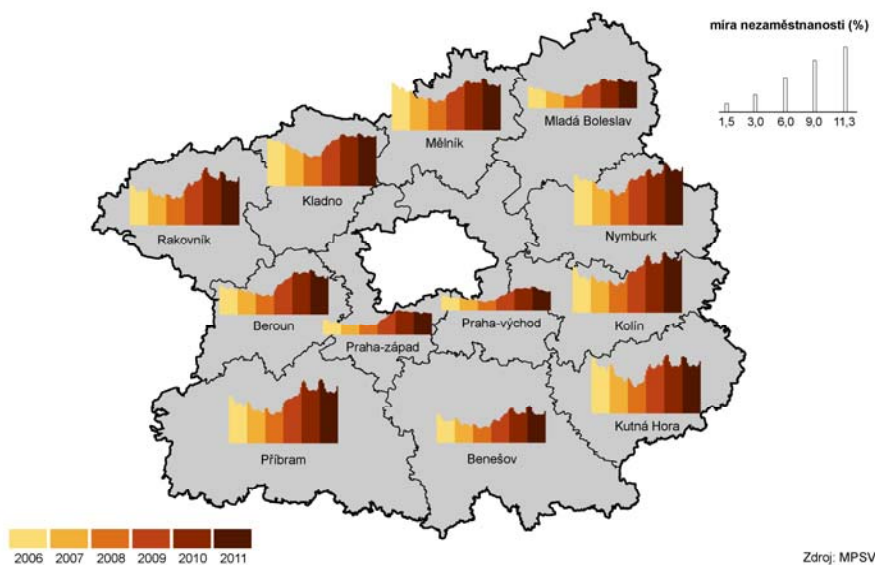 míra nezaměstnanosti (%)
1,5 3,0 6,0 9,0 11,3
Mladá Boleslav
Mělník
Kladno
Rakovník
Nymburk
Beroun
Praha-východ
Kolín
Praha-západ
Kutná Hora
Příbram
Benešov
2006 2007 2008 2009 2010 2011
Zdroj: MPSV